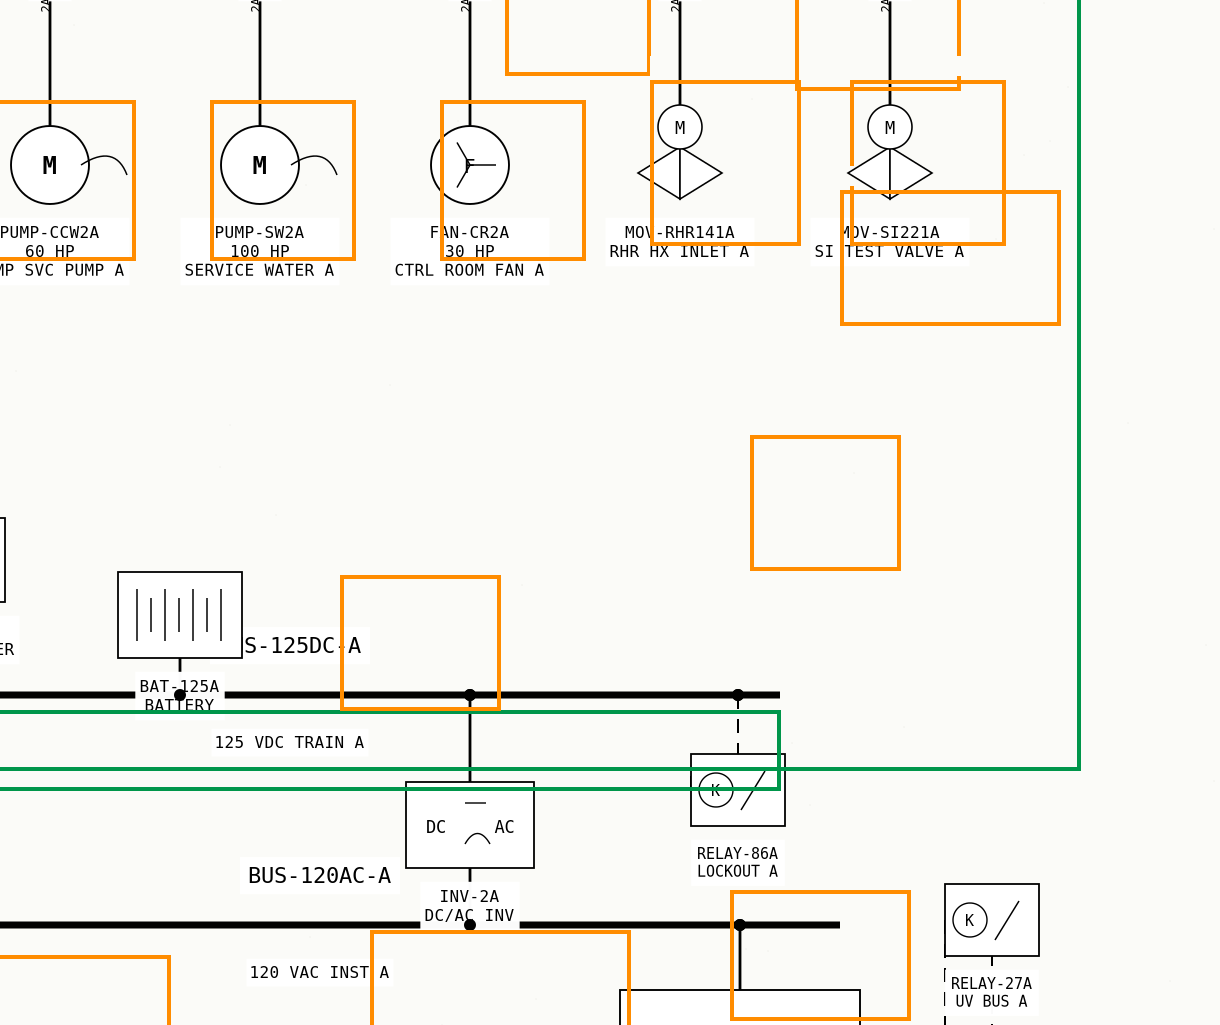 M
M
F
M
M
PUMP-CCW2A
60 HP
MP SVC PUMP A
PUMP-SW2A
100 HP
SERVICE WATER A
FAN-CR2A
30 HP
CTRL ROOM FAN A
MOV-RHR141A
RHR HX INLET A
MOV-SI221A
SI TEST VALVE A
ER
S-125DC-A
BAT-125A
BATTERY
125 VDC TRAIN A
K
DC AC
RELAY-86A
LOCKOUT A
BUS-120AC-A
INV-2A
DC/AC INV
K
120 VAC INST A
RELAY-27A
UV BUS A